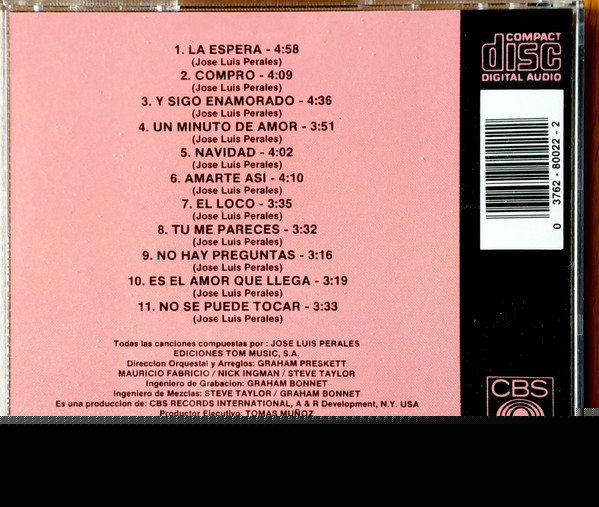 1. LA ESPERA - 4:58
(Jose Luis Perales)
2. COMPRO - 4:09
(Jose Luis Perales)
3. Y SIGO ENAMORADO - 4:36
(Jose Luis Perales)
4. UN MINUTO DE AMOR - 3:51
(Jose Luis Perales)
5. NAVIDAD - 4:02
(Jose Luis Perales)
6. AMARTE ASI - 4:10
(Jose Luis Perales)
7. EL LOCO - 3:35
(Jose Luis Perales)
8. TU ME PARECES - 3:32
(Jose Luis Perales)
9. NO HAY PREGUNTAS - 3:16
(Jose Luis Perales)
10. ES EL AMOR QUE LLEGA - 3:19
(Jose Luis Perales)
11. NO SE PUEDE TOCAR - 3:33
(Jose Luis Perales)
Todas las canciones compuestas por : JOSE LUIS PERALES
EDICIONES TOM MUSIC, S.A.
Direccion Orquestal y Arreglos: GRAHAM PRESKETT
MAURICIO FABRICIO / NICK INGMAN / STEVE TAYLOR
Ingeniero de Grabacion: GRAHAM BONNET
Ingeniero de Mezclas: STEVE TAYLOR / GRAHAM BONNET
Es una produccion de: CBS RECORDS INTERNATIONAL, A & R Development, N.Y. USA
Productor Ejecutivo: TOMAS MUÑOZ
COMPACT
disc
DIGITAL AUDIO
0 3762 - 80022 - 2
CBS